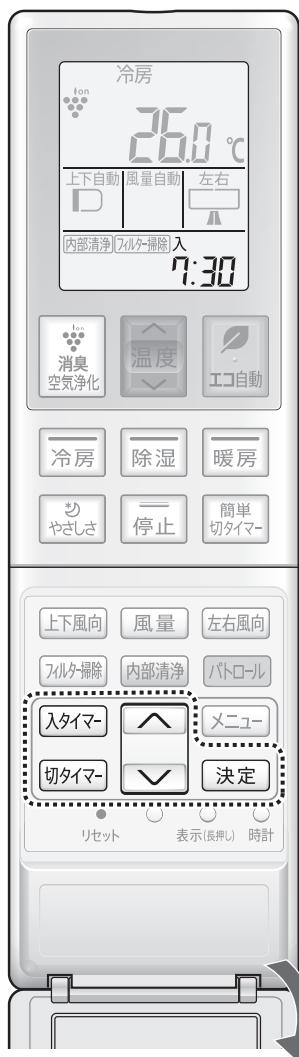 冷房
ion
26.0 ℃
上下自動 風量自動 左右
内部清浄 フィルター掃除 入
7:30
ion
消臭 温度 エコ自動
空気浄化
冷房 除湿 暖房
やさしさ 停止 簡単
切タイマー
上下風向 風量 左右風向
フィルター掃除 内部清浄 パトロール
入タイマー メニュー
切タイマー 決定
リセット 表示(長押し) 時計